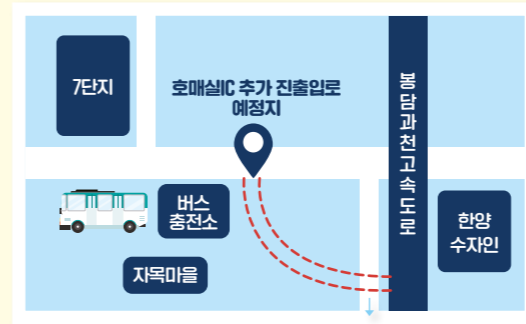 7단지
호매실IC 추가 진출입로
예정지
봉담과천고속도로
버스
충전소
자목마을
한양
수자인